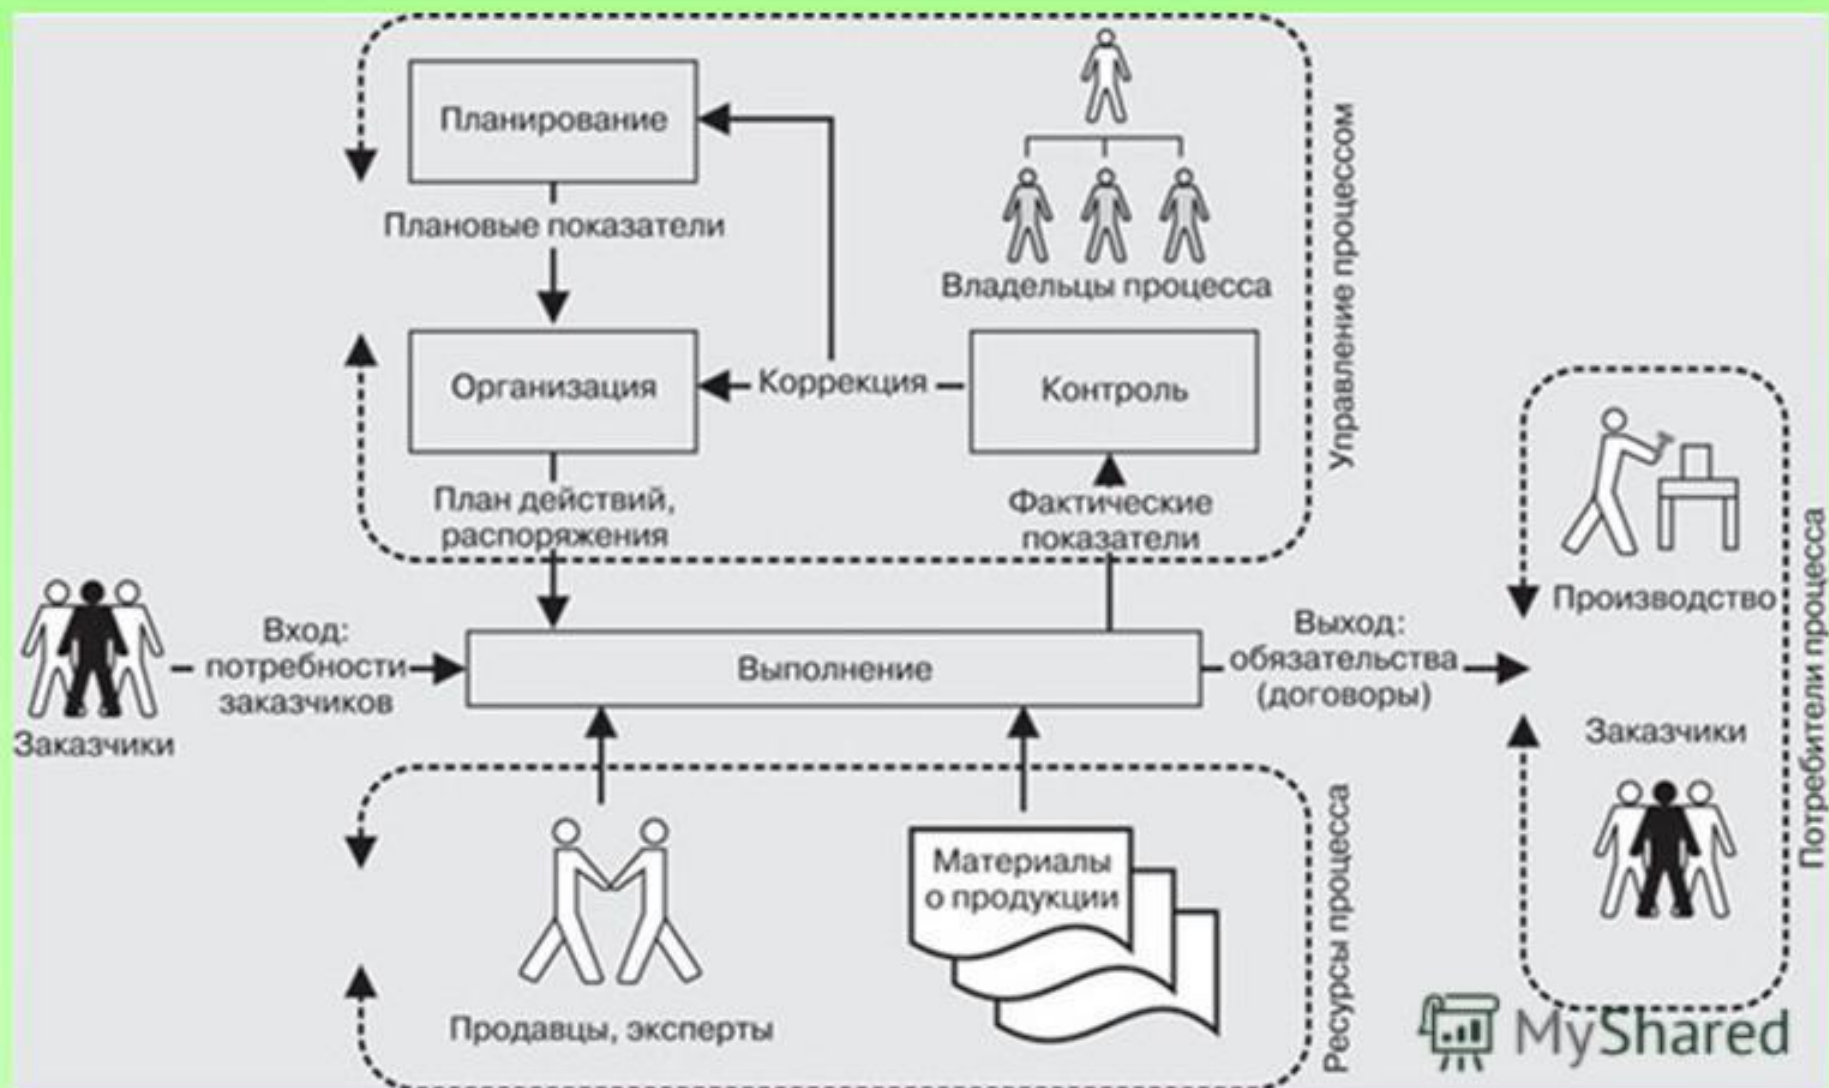 Планирование
Плановые показатели
Владельцы процесса
Организация
Коррекция
Контроль
План действий,
распоряжения
Фактические
показатели
Управление процессом
Заказчики
Вход:
потребности
заказчиков
Выполнение
Выход:
обязательства
(договоры)
Производство
Заказчики
Потребители процесса
Продавцы, эксперты
Материалы
о продукции
Ресурсы процесса
MyShared